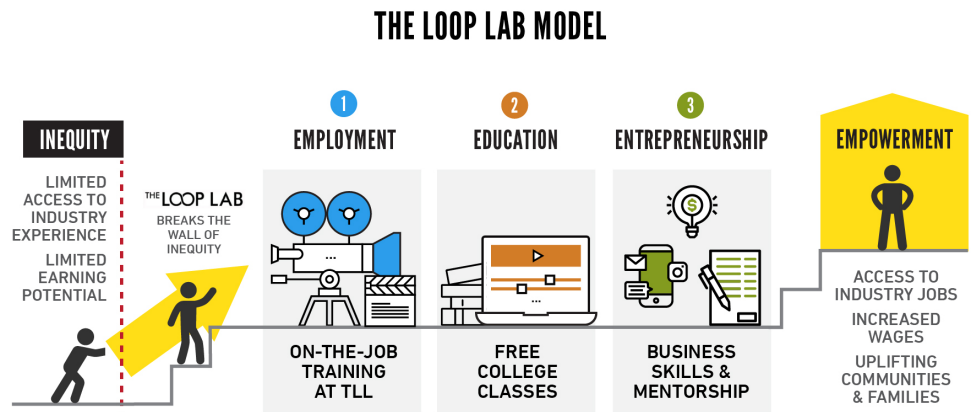 THE LOOP LAB MODEL
INEQUITY
LIMITED
ACCESS TO
INDUSTRY
EXPERIENCE
LIMITED
EARNING
POTENTIAL
THE LOOP LAB
BREAKS THE
WALL OF
INEQUITY
1
EMPLOYMENT
ON-THE-JOB
TRAINING
AT TLL
2
EDUCATION
FREE
COLLEGE
CLASSES
3
ENTREPRENEURSHIP
$
BUSINESS
SKILLS &
MENTORSHIP
EMPOWERMENT
ACCESS TO
INDUSTRY JOBS
INCREASED
WAGES
UPLIFTING
COMMUNITIES
& FAMILIES